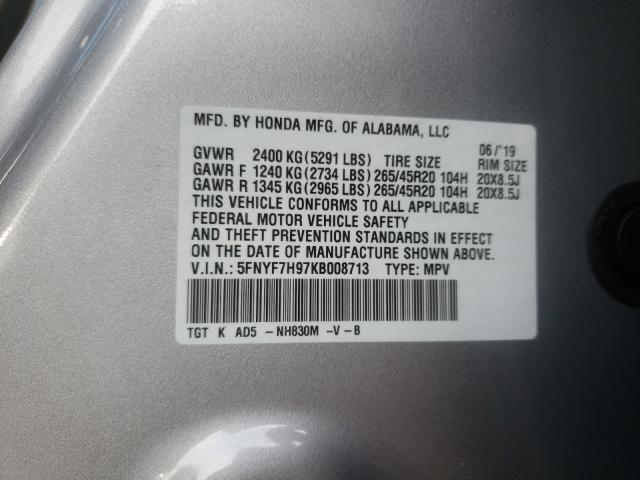 MFD. BY HONDA MFG. OF ALABAMA, LLC
06/'19
GVWR 2400 KG (5291 LBS) TIRE SIZE RIM SIZE
GAWR F 1240 KG (2734 LBS) 265/45R20 104H 20X8.5J
GAWR R 1345 KG (2965 LBS) 265/45R20 104H 20X8.5J
THIS VEHICLE CONFORMS TO ALL APPLICABLE
FEDERAL MOTOR VEHICLE SAFETY
AND THEFT PREVENTION STANDARDS IN EFFECT
ON THE DATE OF MANUFACTURE SHOWN ABOVE.
V.I.N.: 5FNYF7H97KB008713 TYPE: MPV
TGT K AD5 -NH830M -V-B